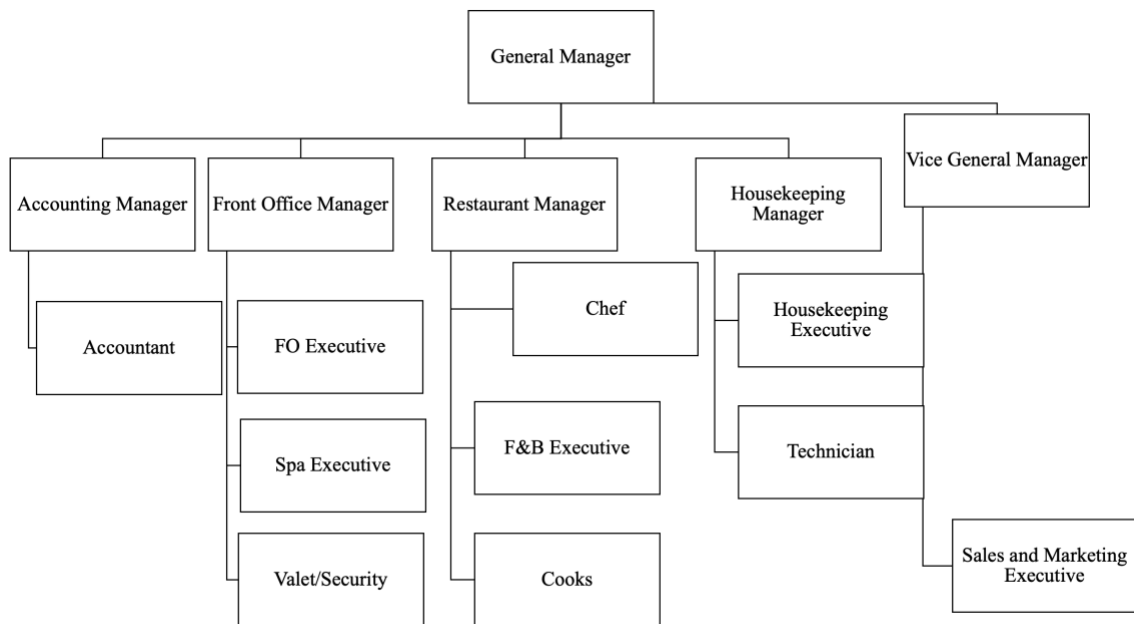 General Manager
Vice General Manager
Accounting Manager
Front Office Manager
Restaurant Manager
Housekeeping
Manager
Chef
Housekeeping
Executive
Accountant
FO Executive
F&B Executive
Technician
Spa Executive
Sales and Marketing
Executive
Valet/Security
Cooks